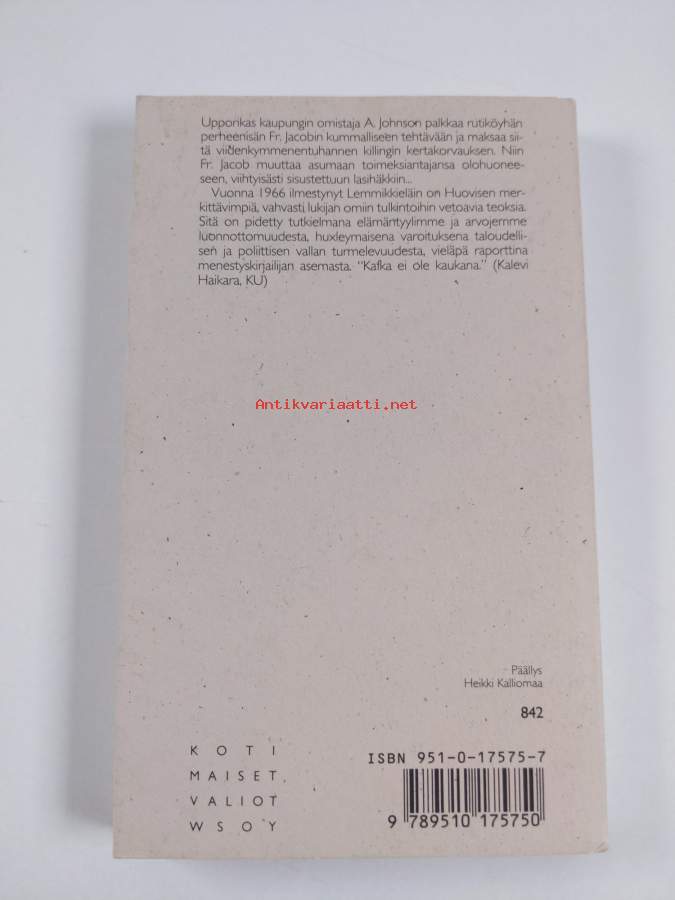 Upporikas kaupungin omistaja A. Johnson palkkaa rutiköyhän
perheenisän Fr. Jacobin kummalliseen tehtävään ja maksaa sii-
tä viidenkymmenentuhannen killingin kertakorvauksen. Niin
Fr. Jacob muuttaa asumaan toimeksiantajansa olohuonee-
seen, viihtyisästi sisustettuun lasihäkkiin...
Vuonna 1966 ilmestynyt Lemmikkieläin on Huovisen mer-
kittävimpiä, vahvasti lukijan omiin tulkintoihin vetoavia teoksia.
Sitä on pidetty tutkielmana elämäntyylimme ja arvojemme
luonnottomuudesta, huxleymaisena varoituksena taloudelli-
sen ja poliittisen vallan turmelevuudesta, vieläpä raporttina
menestyskirjailijan asemasta. "Kafka ei ole kaukana." (Kalevi
Haikara, KU)
Antikvariaatti.net
Päällys
Heikki Kalliomaa
842
KOTI
MAISET
VALIOT
WSOY
ISBN 951-0-17575-7
9 789510 175750